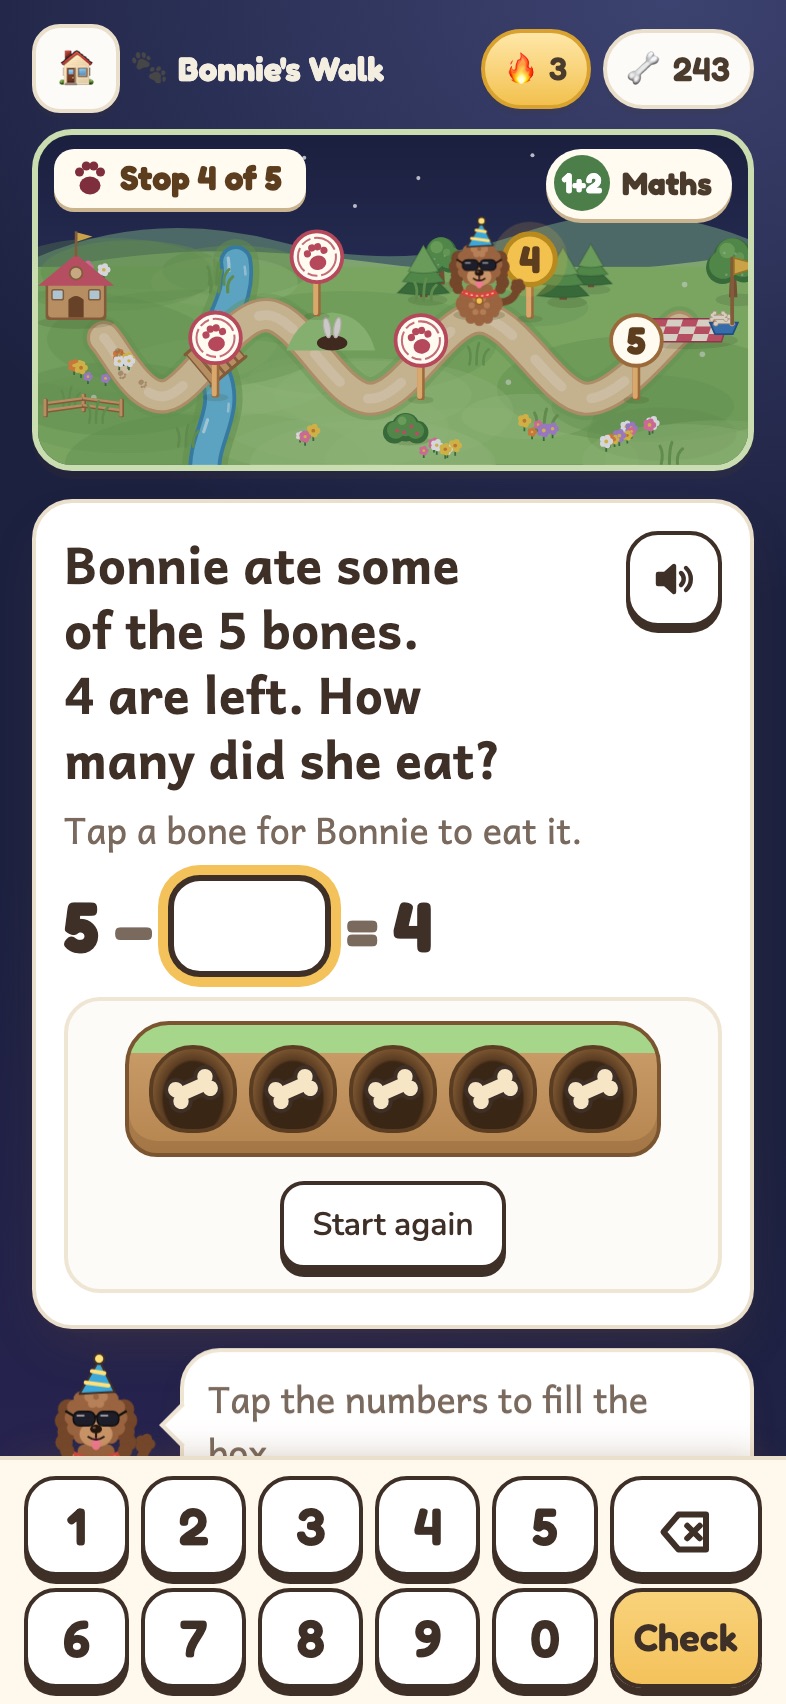 Bonnie's Walk
3
243
Stop 4 of 5
1+2 Maths
4
5
Bonnie ate some
of the 5 bones.
4 are left. How
many did she eat?
Tap a bone for Bonnie to eat it.
5 − = 4
Start again
Tap the numbers to fill the
box
1 2 3 4 5
6 7 8 9 0 Check